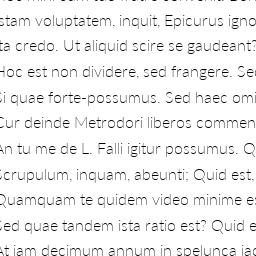 stam voluptatem, inquit, Epicurus igno
ta credo. Ut aliquid scire se gaudeant?
Hoc est non dividere, sed frangere. Se
Si quae forte-possumus. Sed haec omi
Cur deinde Metrodori liberos commen
An tu me de L. Falli igitur possumus. Q
Scrupulum, inquam, abeunti; Quid est,
Quamquam te quidem video minime es
Sed quae tandem ista ratio est? Quid e
At iam decimum annum in spelunca iac